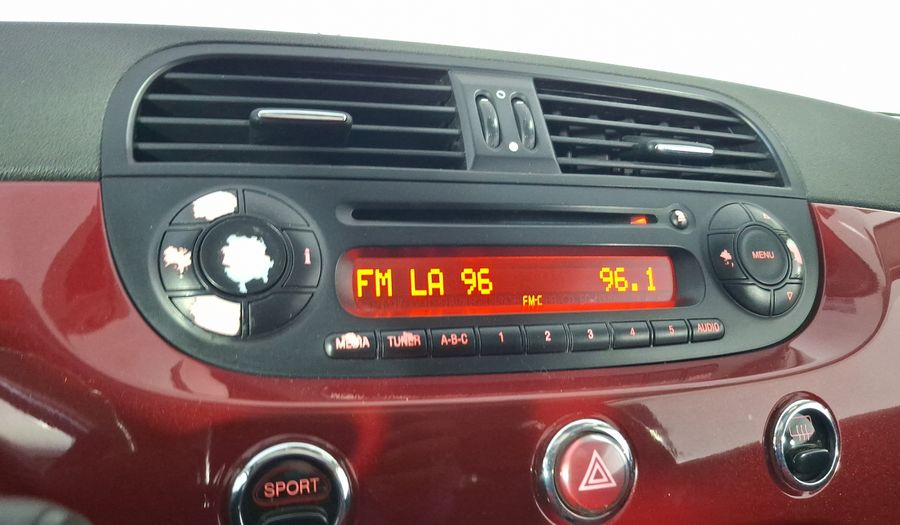 FM LA 96 96.1
FM-C
MENU
MEDIA TUNER A-B-C 1 2 3 4 5 AUDIO
SPORT